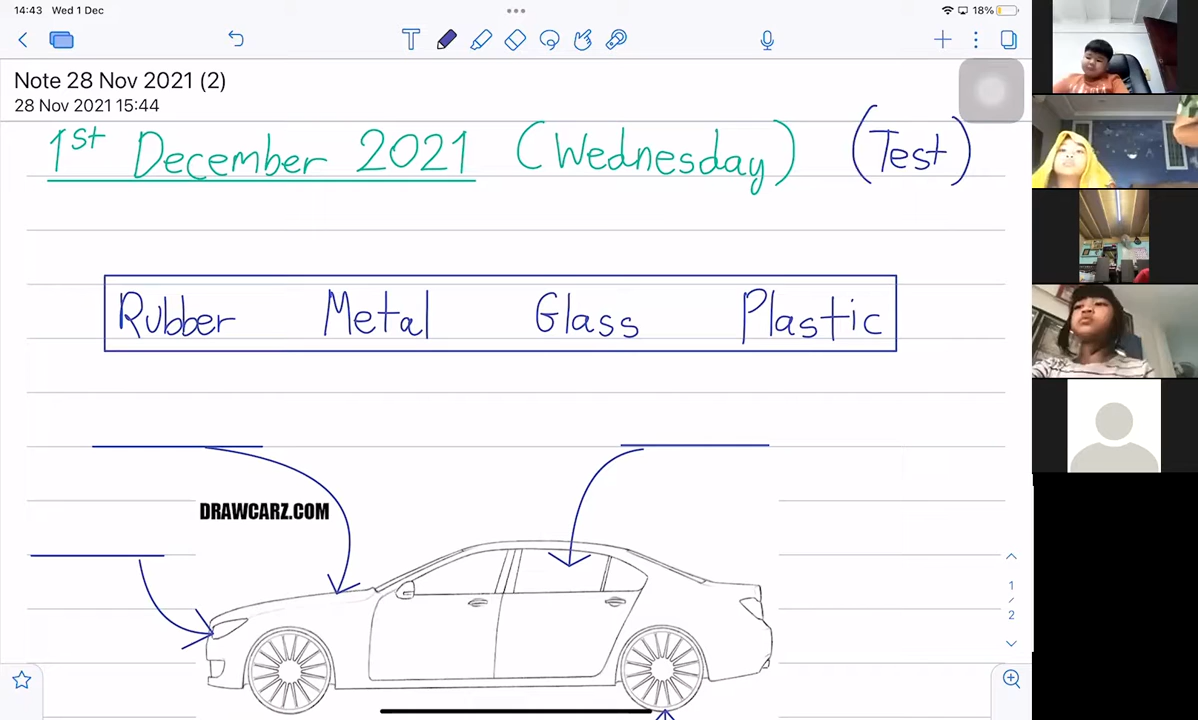 14:43 Wed 1 Dec
18%
T
Note 28 Nov 2021 (2)
28 Nov 2021 15:44
1st December 2021 (Wednesday) (Test)
Rubber Metal Glass Plastic
DRAWCARZ.COM
1
/
2